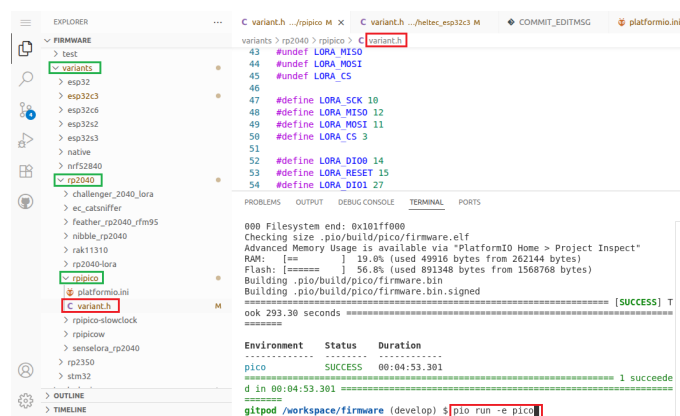 EXPLORER
FIRMWARE
test
variants
esp32
esp32c3
esp32c6
esp32s2
esp32s3
native
nrf52840
rp2040
challenger_2040_lora
ec_catsniffer
feather_rp2040_rfm95
nibble_rp2040
rak11310
rp2040-lora
rpipico
platformio.ini
C variant.h M
rpipico-slowclock
rpipicow
senselora_rp2040
rp2350
stm32
OUTLINE
TIMELINE
4
C variant.h .../rpipico M X C variant.h .../heltec_esp32c3 M COMMIT_EDITMSG platformio.ini
variants > rp2040 > rpipico > C variant.h
43 #undef LORA_MISO
44 #undef LORA_MOSI
45 #undef LORA_CS
46
47 #define LORA_SCK 10
48 #define LORA_MISO 12
49 #define LORA_MOSI 11
50 #define LORA_CS 3
51
52 #define LORA_DIO0 14
53 #define LORA_RESET 15
54 #define LORA_DIO1 27
PROBLEMS OUTPUT DEBUG CONSOLE TERMINAL PORTS
000 Filesystem end: 0x101ff000
Checking size .pio/build/pico/firmware.elf
Advanced Memory Usage is available via "PlatformIO Home > Project Inspect"
RAM: [== ] 19.0% (used 49916 bytes from 262144 bytes)
Flash: [====== ] 56.8% (used 891348 bytes from 1568768 bytes)
Building .pio/build/pico/firmware.bin
Building .pio/build/pico/firmware.bin.signed
[SUCCESS] T
ook 293.30 seconds
Environment Status Duration
pico SUCCESS 00:04:53.301
1 succeede
d in 00:04:53.301
gitpod /workspace/firmware (develop) $ pio run -e pico